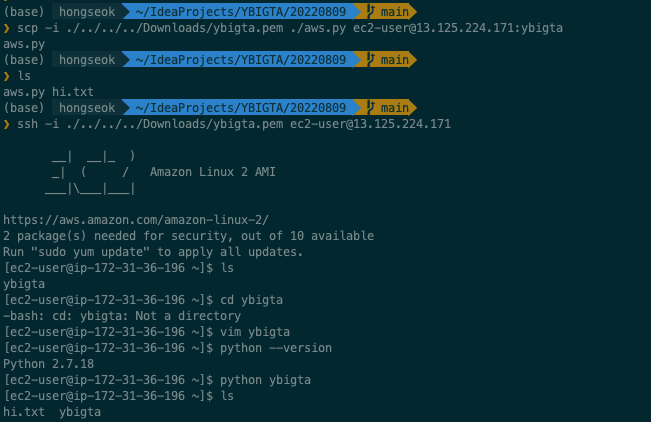 (base) hongseok ~/IdeaProjects/YBIGTA/20220809 main
❯ scp -i ./../../../Downloads/ybigta.pem ./aws.py ec2-user@13.125.224.171:ybigta
aws.py
(base) hongseok ~/IdeaProjects/YBIGTA/20220809 main
❯ ls
aws.py hi.txt
(base) hongseok ~/IdeaProjects/YBIGTA/20220809 main
❯ ssh -i ./../../../Downloads/ybigta.pem ec2-user@13.125.224.171
       __|  __|_  )
       _|  (     /   Amazon Linux 2 AMI
      ___|\___|___|
https://aws.amazon.com/amazon-linux-2/
2 package(s) needed for security, out of 10 available
Run "sudo yum update" to apply all updates.
[ec2-user@ip-172-31-36-196 ~]$ ls
ybigta
[ec2-user@ip-172-31-36-196 ~]$ cd ybigta
-bash: cd: ybigta: Not a directory
[ec2-user@ip-172-31-36-196 ~]$ vim ybigta
[ec2-user@ip-172-31-36-196 ~]$ python --version
Python 2.7.18
[ec2-user@ip-172-31-36-196 ~]$ python ybigta
[ec2-user@ip-172-31-36-196 ~]$ ls
hi.txt  ybigta